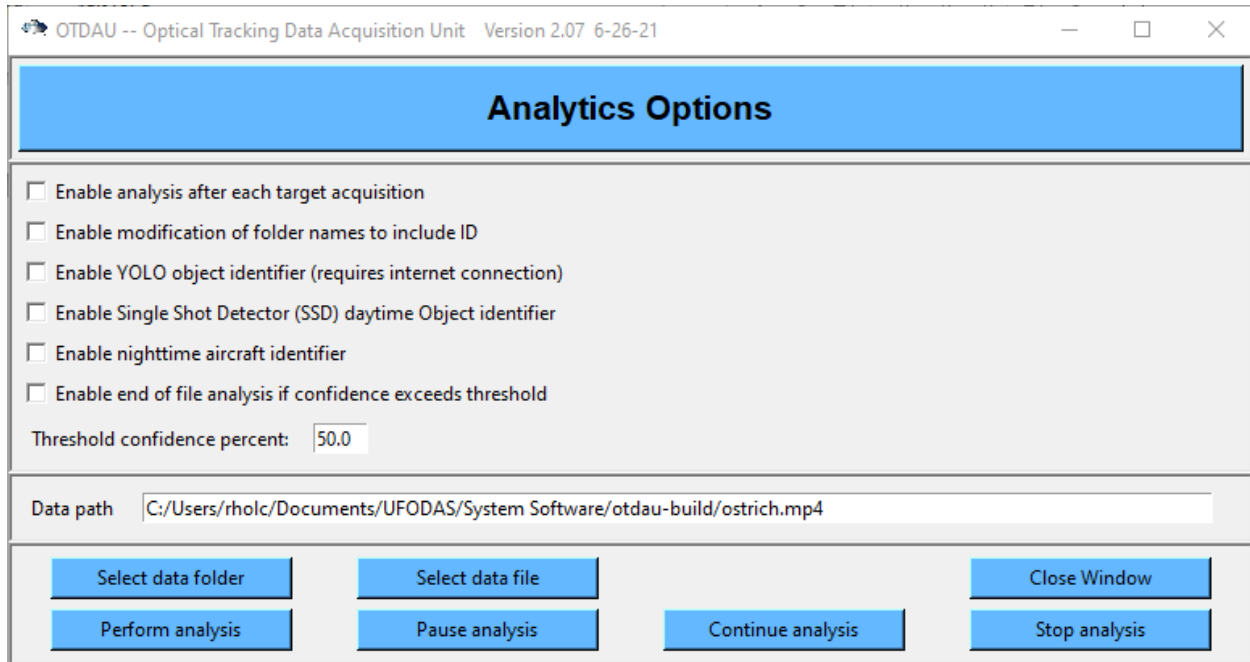 OTDAU -- Optical Tracking Data Acquisition Unit Version 2.07 6-26-21
Analytics Options
Enable analysis after each target acquisition
Enable modification of folder names to include ID
Enable YOLO object identifier (requires internet connection)
Enable Single Shot Detector (SSD) daytime Object identifier
Enable nighttime aircraft identifier
Enable end of file analysis if confidence exceeds threshold
Threshold confidence percent: 50.0
Data path C:/Users/rholc/Documents/UFODAS/System Software/otdau-build/ostrich.mp4
Select data folder Select data file Close Window
Perform analysis Pause analysis Continue analysis Stop analysis